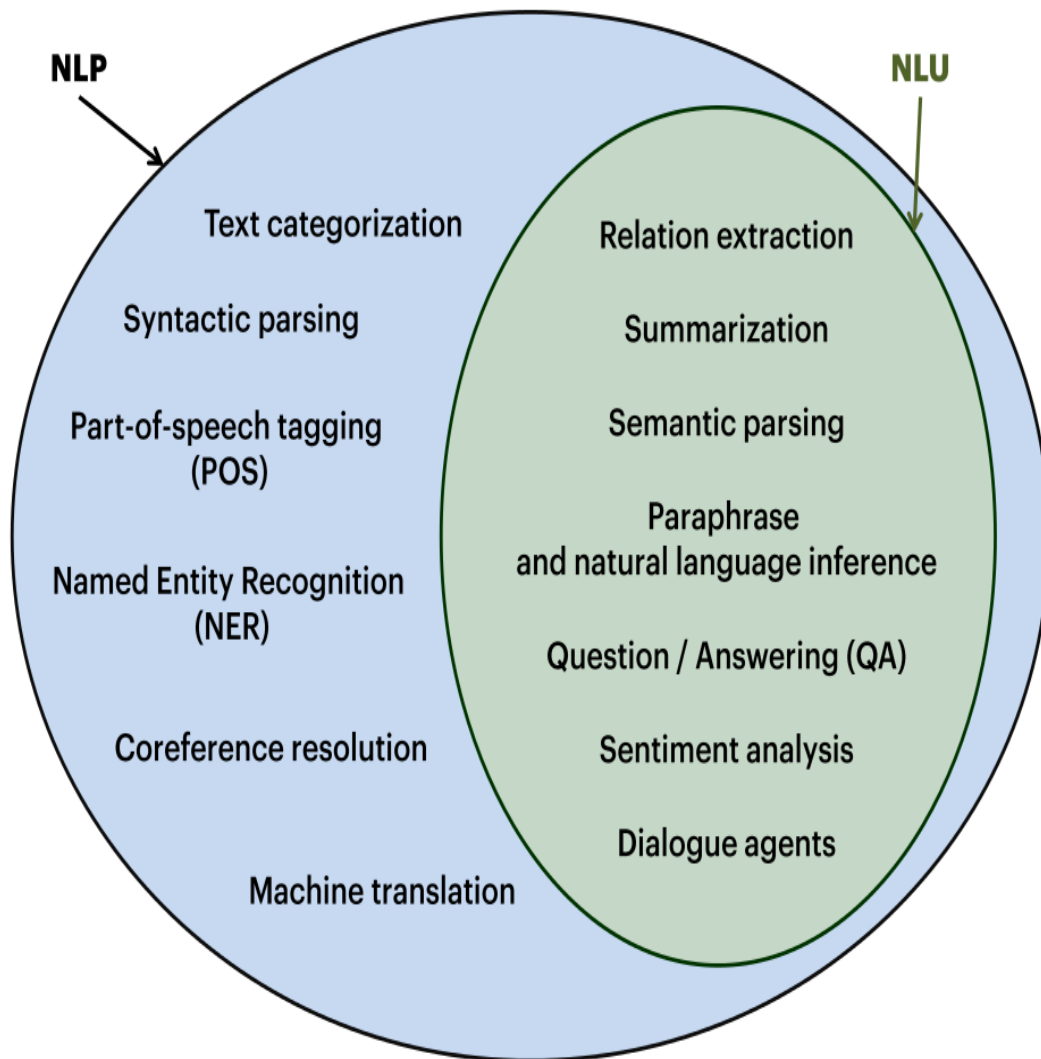 NLP
NLU
Text categorization
Syntactic parsing
Part-of-speech tagging
(POS)
Named Entity Recognition
(NER)
Coreference resolution
Machine translation
Relation extraction
Summarization
Semantic parsing
Paraphrase
and natural language inference
Question / Answering (QA)
Sentiment analysis
Dialogue agents